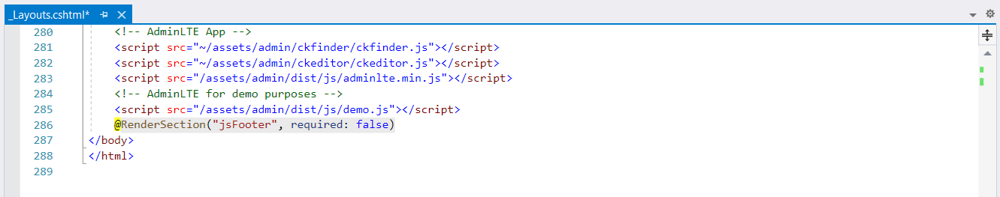 _Layouts.cshtml*
280 <!-- AdminLTE App -->
281 <script src="~/assets/admin/ckfinder/ckfinder.js"></script>
282 <script src="~/assets/admin/ckeditor/ckeditor.js"></script>
283 <script src="/assets/admin/dist/js/adminlte.min.js"></script>
284 <!-- AdminLTE for demo purposes -->
285 <script src="/assets/admin/dist/js/demo.js"></script>
286 @RenderSection("jsFooter", required: false)
287 </body>
288 </html>
289